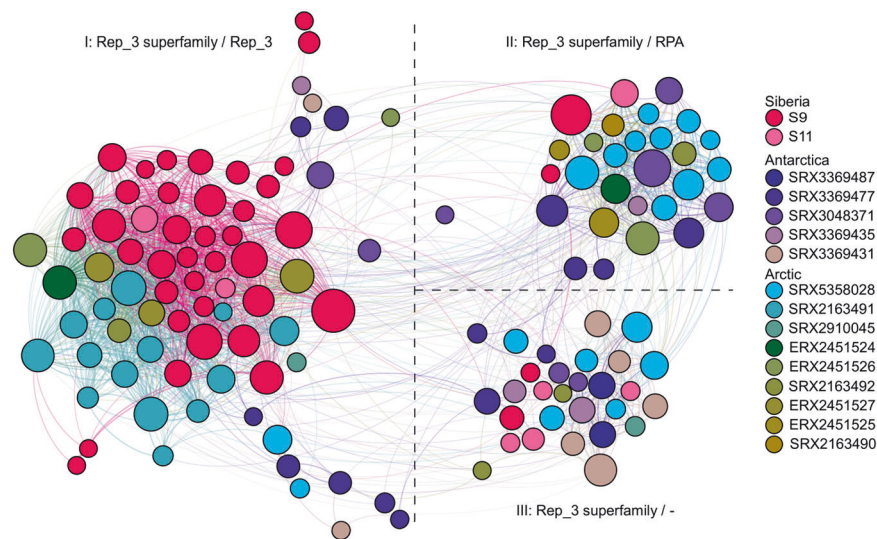 I: Rep_3 superfamily / Rep_3
II: Rep_3 superfamily / RPA
Siberia
S9
S11
Antarctica
SRX3369487
SRX3369477
SRX3048371
SRX3369435
SRX3369431
Arctic
SRX5358028
SRX2163491
SRX2910045
ERX2451524
ERX2451526
SRX2163492
ERX2451527
ERX2451525
SRX2163490
III: Rep_3 superfamily / -